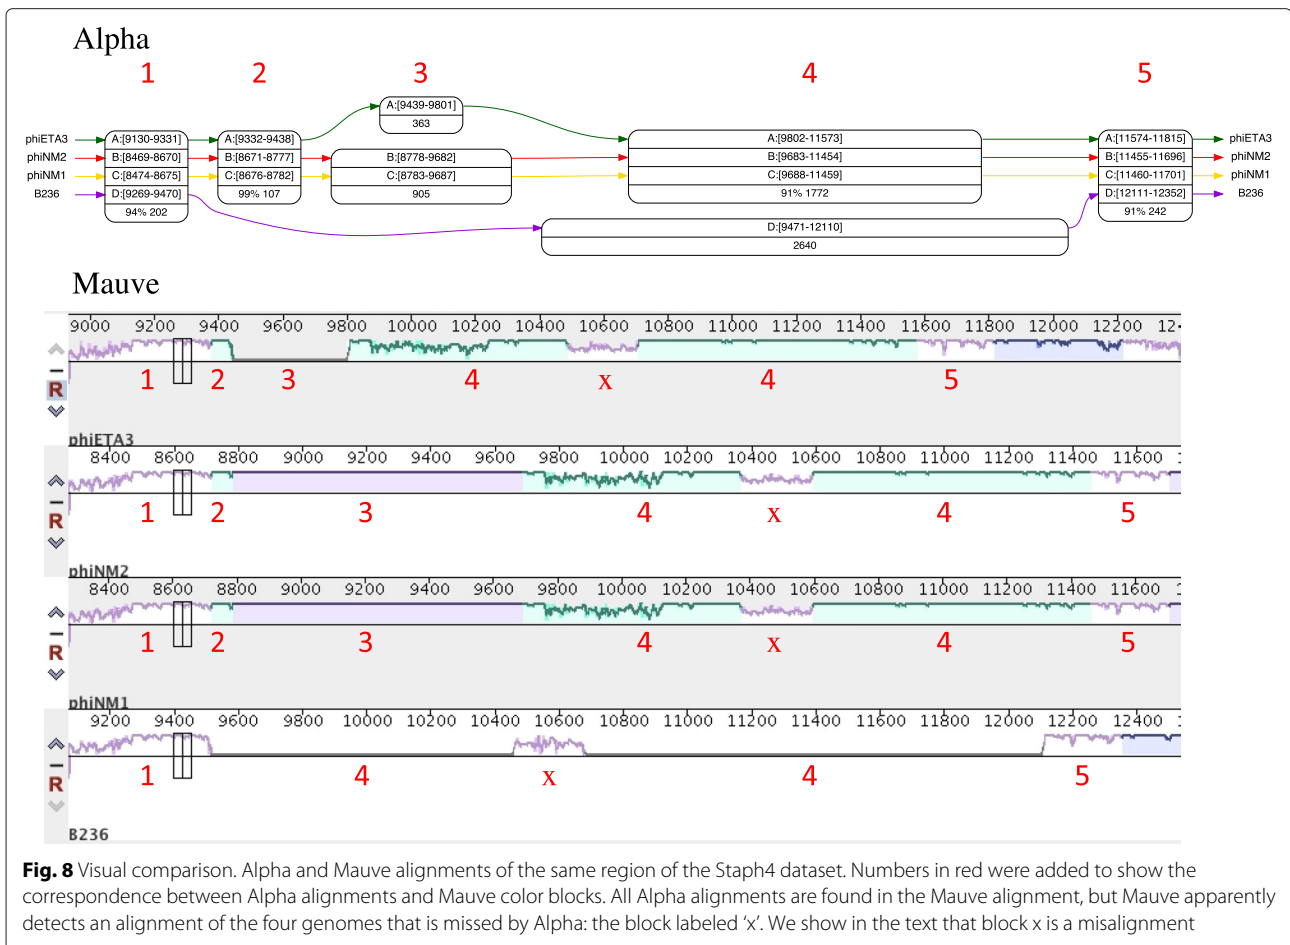 Alpha
1 2 3 4 5
A:[9439-9801]
363
phiETA3 A:[9130-9331] A:[9332-9438] A:[9802-11573] A:[11574-11815] phiETA3
phiNM2 B:[8469-8670] B:[8671-8777] B:[8778-9682] B:[9683-11454] B:[11455-11696] phiNM2
phiNM1 C:[8474-8675] C:[8676-8782] C:[8783-9687] C:[9688-11459] C:[11460-11701] phiNM1
B236 D:[9269-9470] 99% 107 905 91% 1772 D:[12111-12352] B236
94% 202 91% 242
D:[9471-12110]
2640
Mauve
9000 9200 9400 9600 9800 10000 10200 10400 10600 10800 11000 11200 11400 11600 11800 12000 12200 12
1 2 3 4 x 4 5
R
phiETA3
8400 8600 8800 9000 9200 9400 9600 9800 10000 10200 10400 10600 10800 11000 11200 11400 11600
1 2 3 4 x 4 5
R
phiNM2
8400 8600 8800 9000 9200 9400 9600 9800 10000 10200 10400 10600 10800 11000 11200 11400 11600
1 2 3 4 x 4 5
R
phiNM1
9200 9400 9600 9800 10000 10200 10400 10600 10800 11000 11200 11400 11600 11800 12000 12200 12400
1 4 x 4 5
R
B236
Fig. 8 Visual comparison. Alpha and Mauve alignments of the same region of the Staph4 dataset. Numbers in red were added to show the
correspondence between Alpha alignments and Mauve color blocks. All Alpha alignments are found in the Mauve alignment, but Mauve apparently
detects an alignment of the four genomes that is missed by Alpha: the block labeled ‘x’. We show in the text that block x is a misalignment